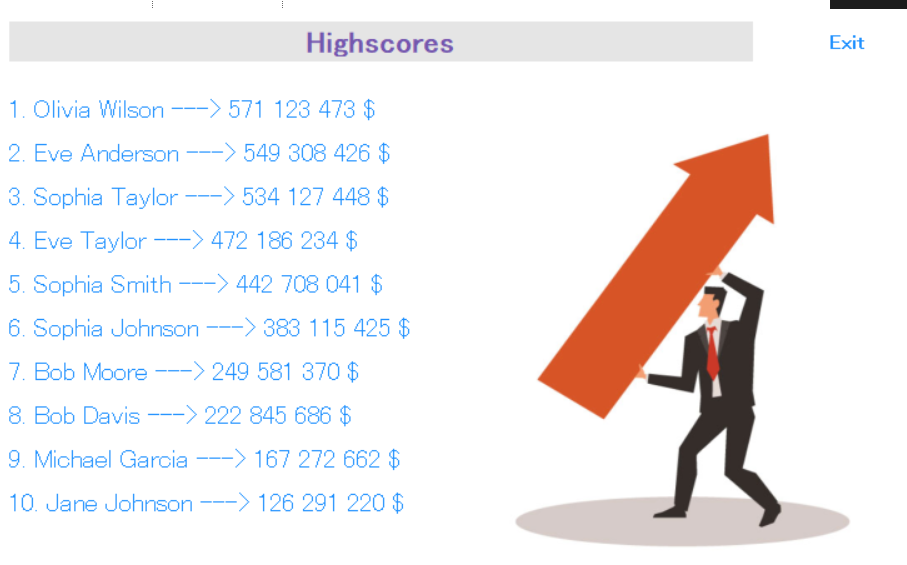 Highscores
Exit
1. Olivia Wilson ---> 571 123 473 $
2. Eve Anderson ---> 549 308 426 $
3. Sophia Taylor ---> 534 127 448 $
4. Eve Taylor ---> 472 186 234 $
5. Sophia Smith ---> 442 708 041 $
6. Sophia Johnson ---> 383 115 425 $
7. Bob Moore ---> 249 581 370 $
8. Bob Davis ---> 222 845 686 $
9. Michael Garcia ---> 167 272 662 $
10. Jane Johnson ---> 126 291 220 $